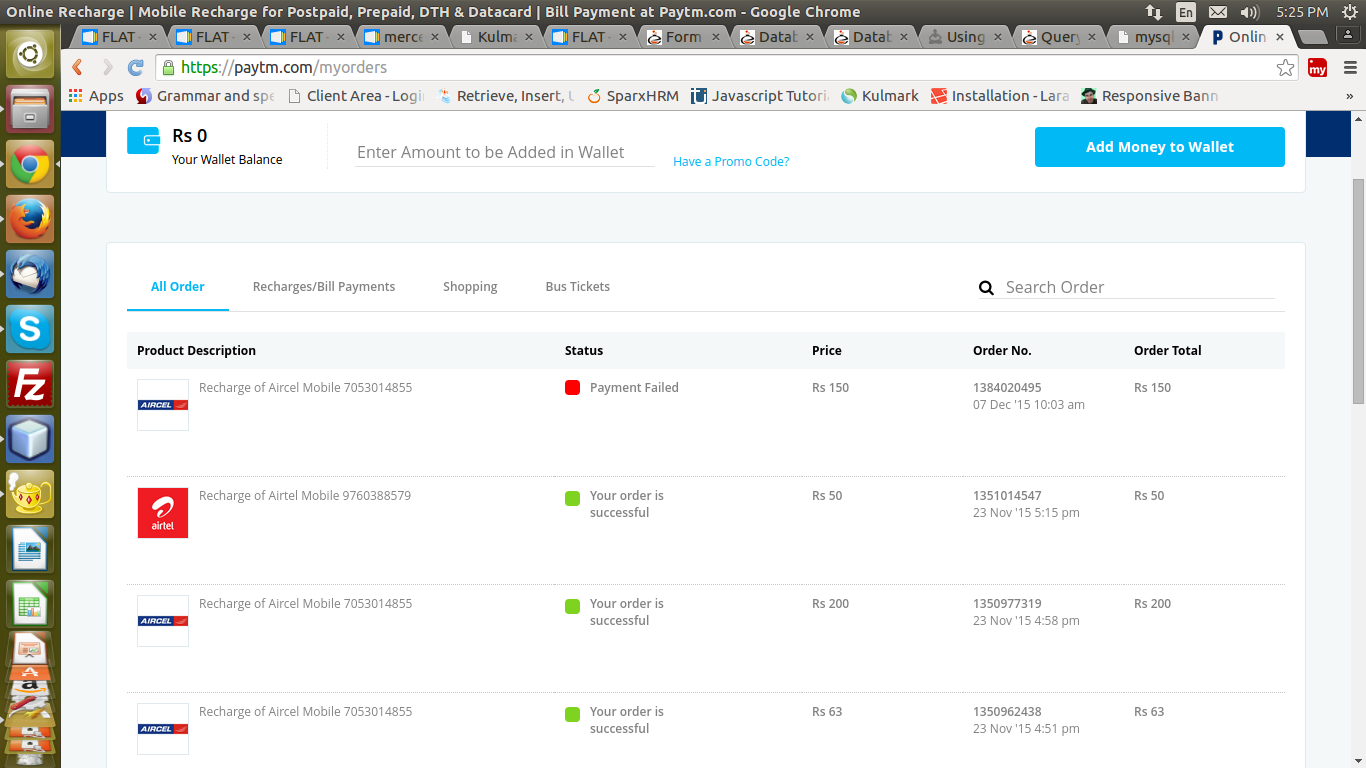 Online Recharge | Mobile Recharge for Postpaid, Prepaid, DTH & Datacard | Bill Payment at Paytm.com - Google Chrome
En 5:25 PM
FLAT FLAT FLAT merce Kulma FLAT Form Datab Datab Using Query mysql Onlin
https://paytm.com/myorders
my
Apps Grammar and spe Client Area - Logi Retrieve, Insert, U SparxHRM Javascript Tutoria Kulmark Installation - Lara Responsive Bann »
Rs 0
Your Wallet Balance
Enter Amount to be Added in Wallet
Have a Promo Code?
Add Money to Wallet
All Order Recharges/Bill Payments Shopping Bus Tickets Search Order
Product Description Status Price Order No. Order Total
AIRCEL
Recharge of Aircel Mobile 7053014855 Payment Failed Rs 150 1384020495 Rs 150
07 Dec '15 10:03 am
airtel
Recharge of Airtel Mobile 9760388579 Your order is Rs 50 1351014547 Rs 50
successful 23 Nov '15 5:15 pm
AIRCEL
Recharge of Aircel Mobile 7053014855 Your order is Rs 200 1350977319 Rs 200
successful 23 Nov '15 4:58 pm
AIRCEL
Recharge of Aircel Mobile 7053014855 Your order is Rs 63 1350962438 Rs 63
successful 23 Nov '15 4:51 pm